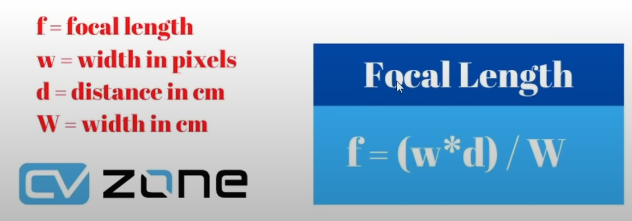 f = focal length
w = width in pixels
d = distance in cm
W = width in cm
CV ZONE
Focal Length
f = (w*d) / W